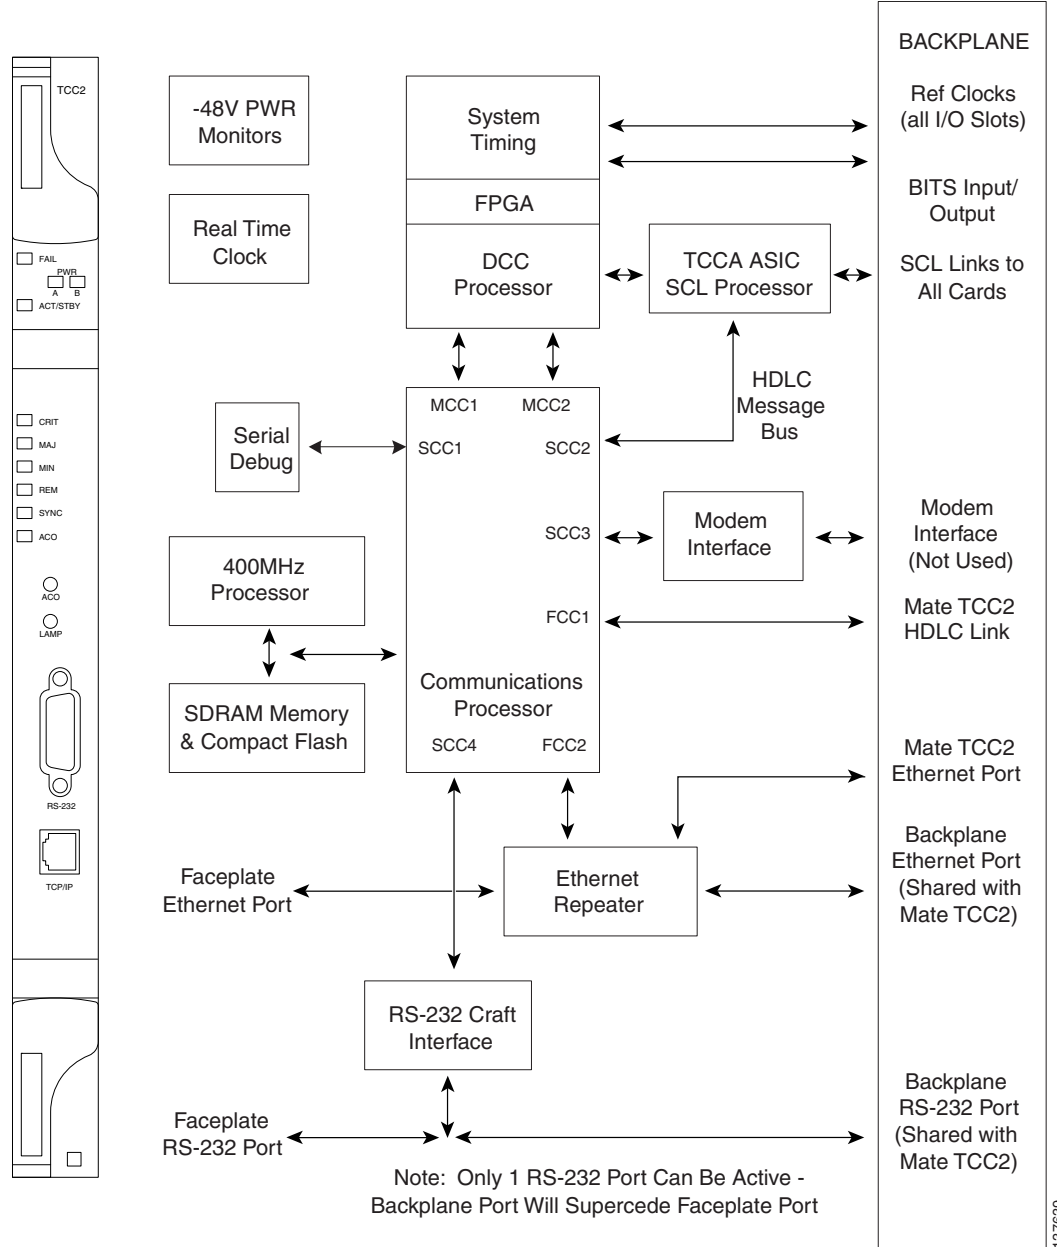 TCC2
FAIL
PWR
A B
ACT/STBY
CRIT
MAJ
MIN
REM
SYNC
ACO
ACO
LAMP
RS-232
TCP/IP
-48V PWR
Monitors
Real Time
Clock
System
Timing
FPGA
DCC
Processor
TCCA ASIC
SCL Processor
HDLC
Message
Bus
MCC1 MCC2
SCC1 SCC2
Serial
Debug
SCC3
Modem
Interface
400MHz
Processor
FCC1
SDRAM Memory
& Compact Flash
Communications
Processor
SCC4 FCC2
Faceplate
Ethernet Port
Ethernet
Repeater
RS-232 Craft
Interface
Faceplate
RS-232 Port
Note: Only 1 RS-232 Port Can Be Active -
Backplane Port Will Supercede Faceplate Port
BACKPLANE
Ref Clocks
(all I/O Slots)
BITS Input/
Output
SCL Links to
All Cards
Modem
Interface
(Not Used)
Mate TCC2
HDLC Link
Mate TCC2
Ethernet Port
Backplane
Ethernet Port
(Shared with
Mate TCC2)
Backplane
RS-232 Port
(Shared with
Mate TCC2)